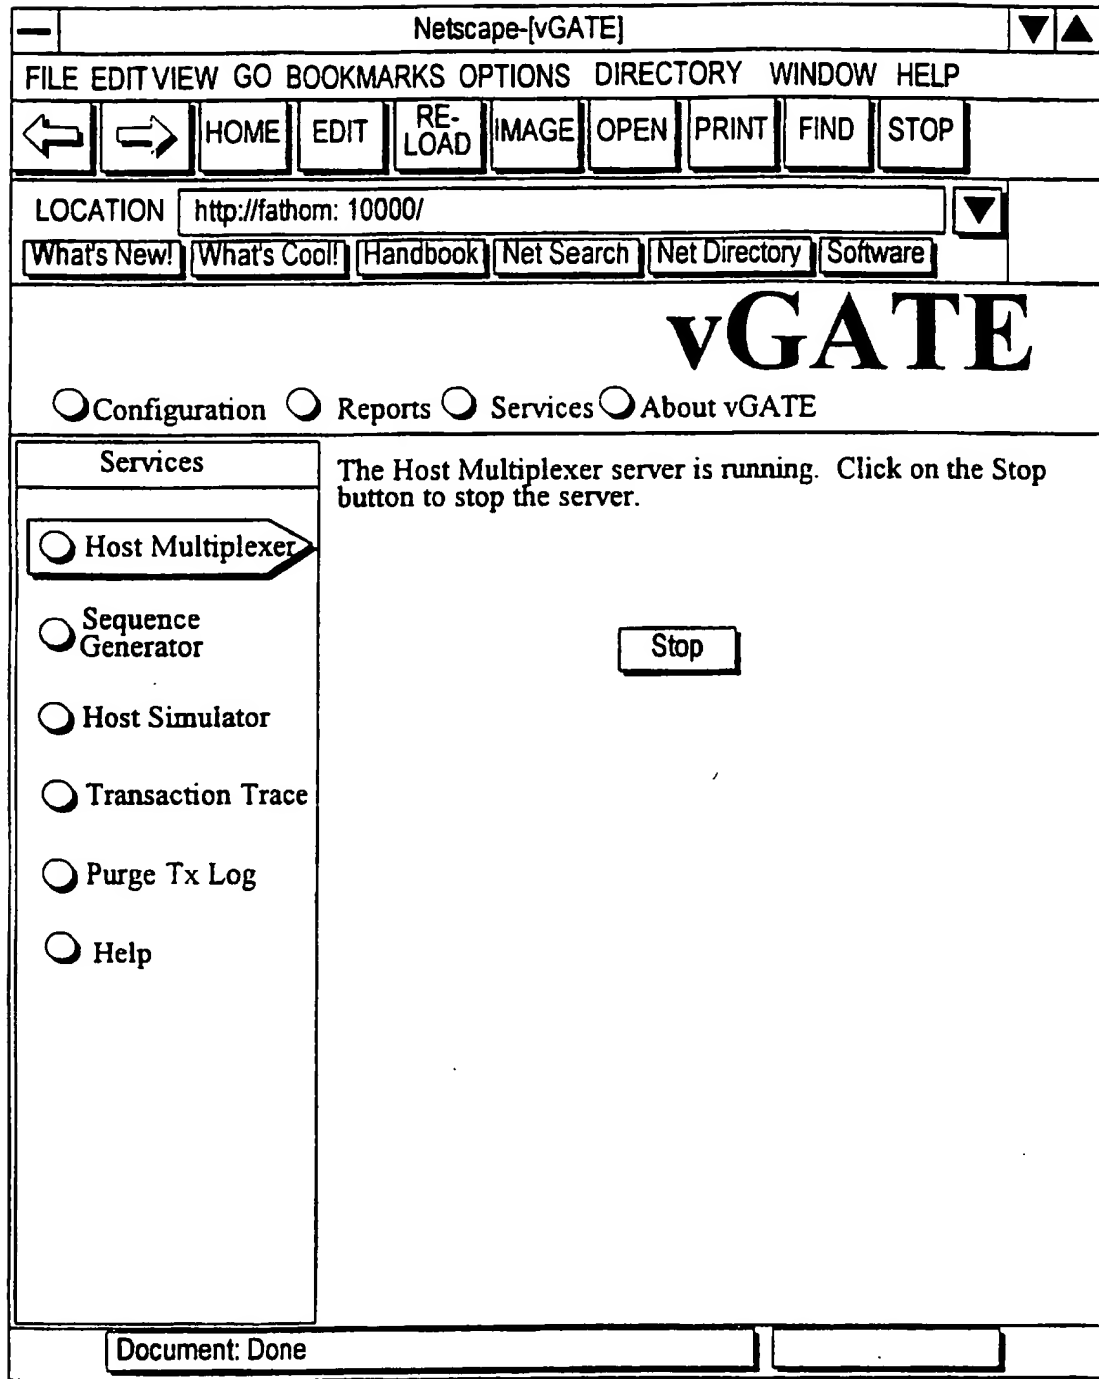 Netscape-[vGATE]
FILE EDIT VIEW GO BOOKMARKS OPTIONS DIRECTORY WINDOW HELP
HOME EDIT RE-LOAD IMAGE OPEN PRINT FIND STOP
LOCATION http://fathom: 10000/
What's New! What's Cool! Handbook Net Search Net Directory Software
vGATE
Configuration Reports Services About vGATE
Services
Host Multiplexer
Sequence
Generator
Host Simulator
Transaction Trace
Purge Tx Log
Help
The Host Multiplexer server is running. Click on the Stop
button to stop the server.
Stop
Document: Done